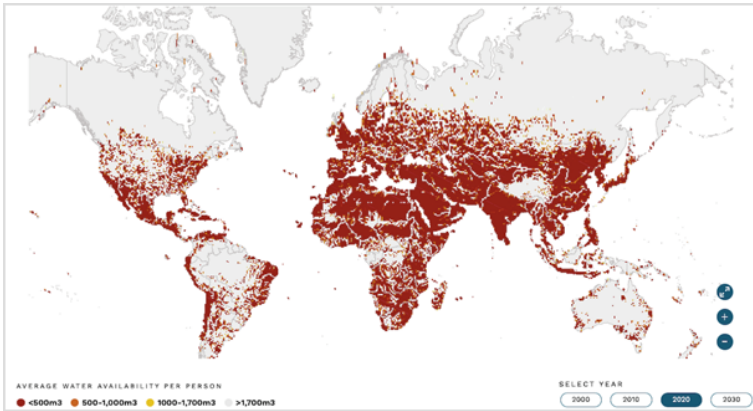 AVERAGE WATER AVAILABILITY PER PERSON
<500m3 500-1,000m3 1000-1,700m3 >1,700m3
SELECT YEAR
2000 2010 2020 2030